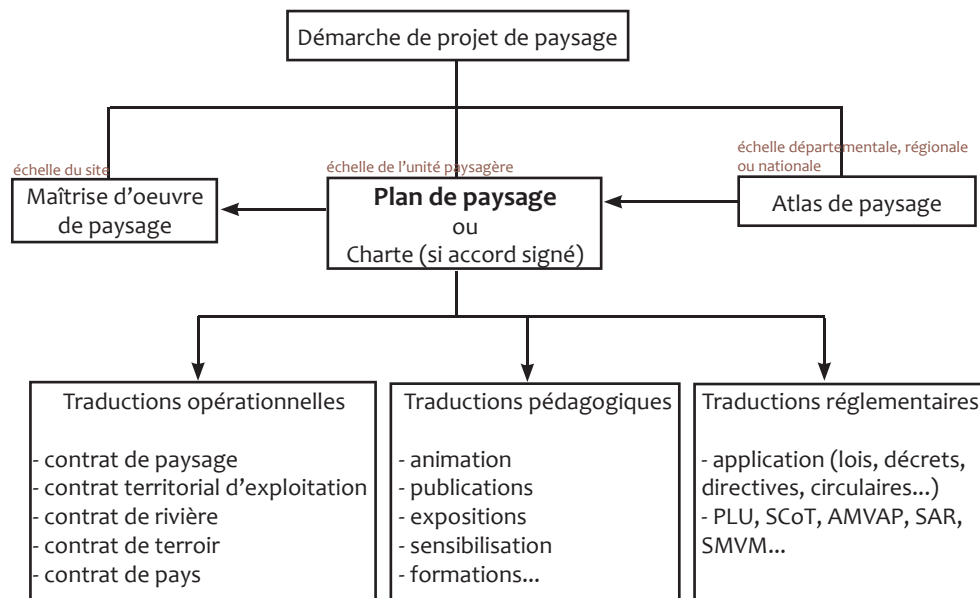 Démarche de projet de paysage
échelle du site
Maîtrise d'oeuvre
de paysage
échelle de l'unité paysagère
Plan de paysage
ou
Charte (si accord signé)
échelle départementale, régionale
ou nationale
Atlas de paysage
Traductions opérationnelles
- contrat de paysage
- contrat territorial d'exploitation
- contrat de rivière
- contrat de terroir
- contrat de pays
Traductions pédagogiques
- animation
- publications
- expositions
- sensibilisation
- formations...
Traductions réglementaires
- application (lois, décrets,
directives, circulaires...)
- PLU, SCoT, AMVAP, SAR,
SMVM...